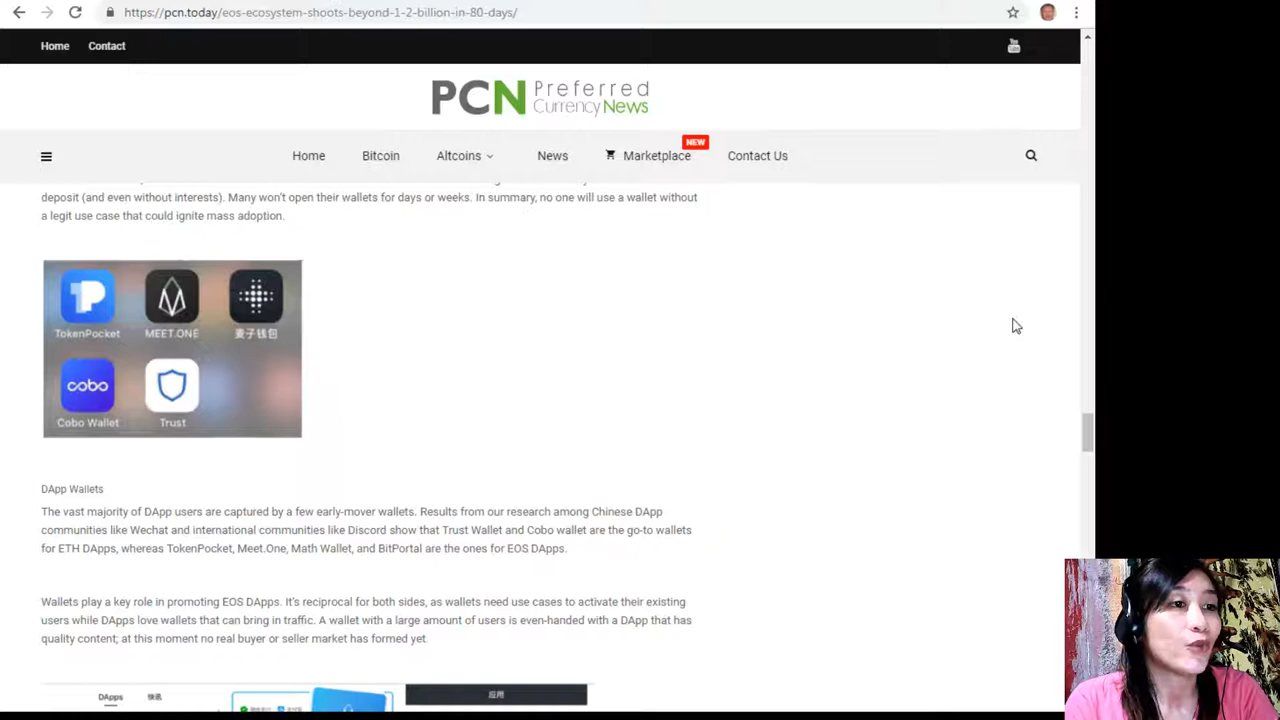 https://pcn.today/eos-ecosystem-shoots-beyond-1-2-billion-in-80-days/
Home Contact You Tube
PCN Preferred Currency News
Home Bitcoin Altcoins News Marketplace NEW Contact Us
deposit (and even without interests). Many won't open their wallets for days or weeks. In summary, no one will use a wallet without
a legit use case that could ignite mass adoption.
TokenPocket MEET.ONE 麦子钱包
cobo
Cobo Wallet Trust
DApp Wallets
The vast majority of DApp users are captured by a few early-mover wallets. Results from our research among Chinese DApp
communities like Wechat and international communities like Discord show that Trust Wallet and Cobo wallet are the go-to wallets
for ETH DApps, whereas TokenPocket, Meet.One, Math Wallet, and BitPortal are the ones for EOS DApps.
Wallets play a key role in promoting EOS DApps. It's reciprocal for both sides, as wallets need use cases to activate their existing
users while DApps love wallets that can bring in traffic. A wallet with a large amount of users is even-handed with a DApp that has
quality content; at this moment no real buyer or seller market has formed yet.
DApps 快讯 应用